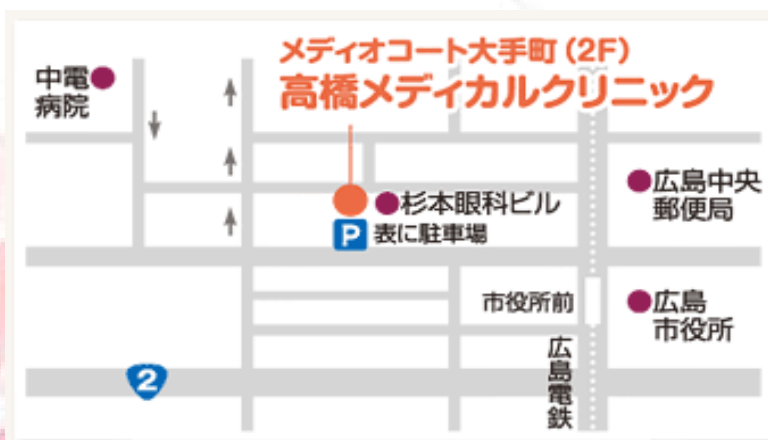 メディオコート大手町(2F)
高橋メディカルクリニック
中電
病院
杉本眼科ビル
P 表に駐車場
広島中央
郵便局
市役所前
広島
市役所
広島電鉄
2